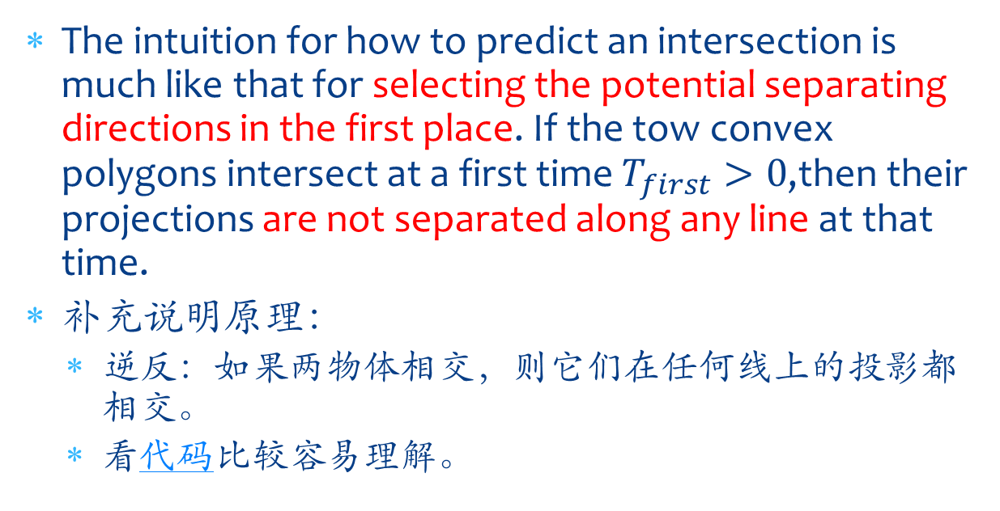 * The intuition for how to predict an intersection is
much like that for selecting the potential separating
directions in the first place. If the tow convex
polygons intersect at a first time T_first > 0,then their
projections are not separated along any line at that
time.
* 补充说明原理：
* 逆反：如果两物体相交，则它们在任何线上的投影都
相交。
* 看代码比较容易理解。